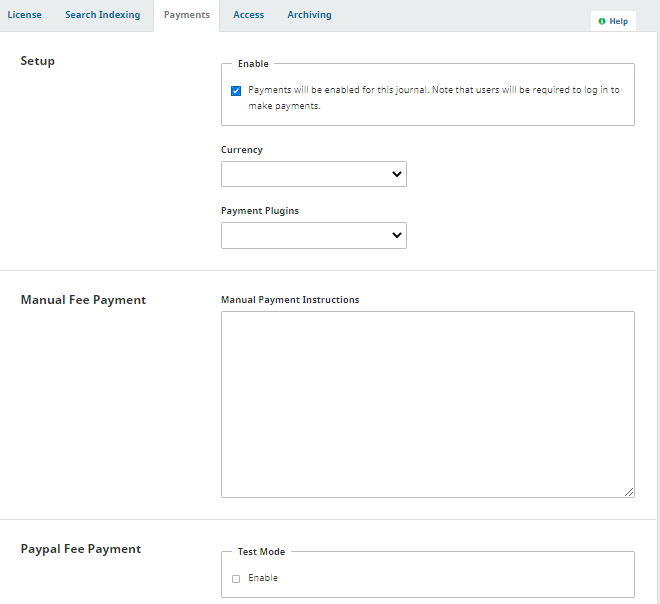 License Search Indexing Payments Access Archiving
Help
Setup
Enable
Payments will be enabled for this journal. Note that users will be required to log in to
make payments.
Currency
Payment Plugins
Manual Fee Payment
Manual Payment Instructions
Paypal Fee Payment
Test Mode
Enable